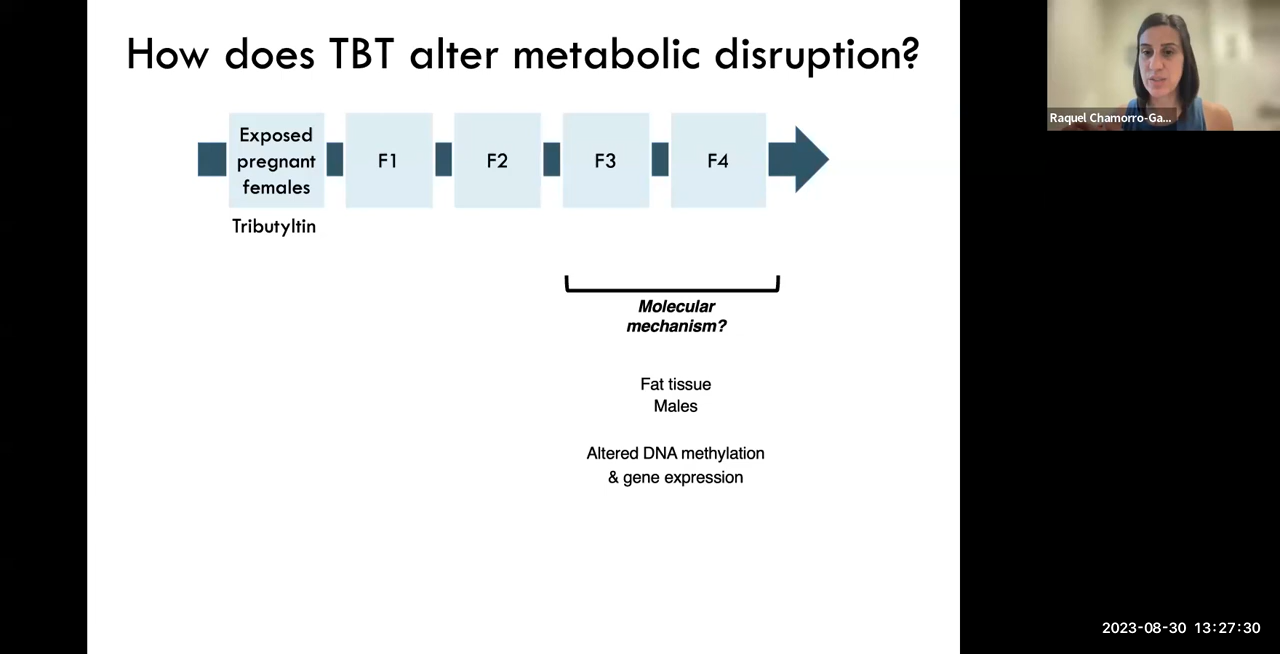 How does TBT alter metabolic disruption?
Exposed
pregnant
females
F1
F2
F3
F4
Tributyltin
Molecular
mechanism?
Fat tissue
Males
Altered DNA methylation
& gene expression
Raquel Chamorro-Ga...
2023-08-30 13:27:30